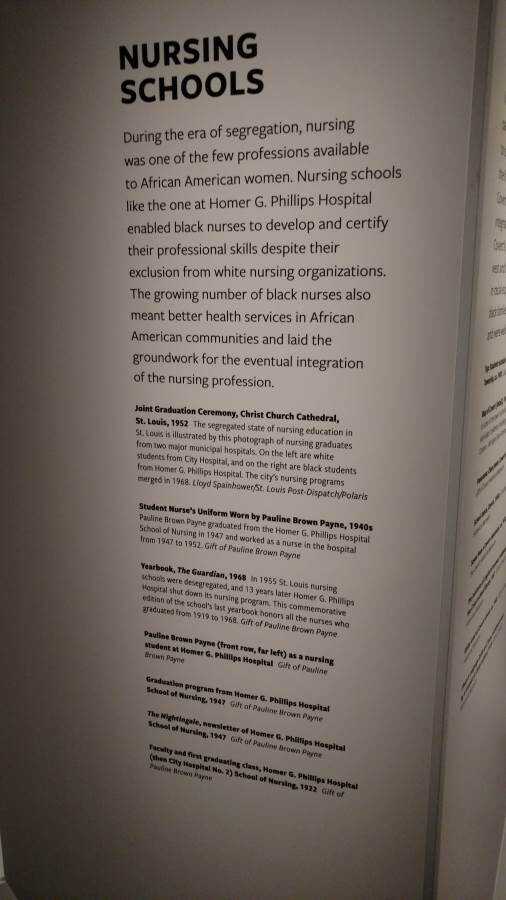 NURSING
SCHOOLS
During the era of segregation, nursing
was one of the few professions available
to African American women. Nursing schools
like the one at Homer G. Phillips Hospital
enabled black nurses to develop and certify
their professional skills despite their
exclusion from white nursing organizations.
The growing number of black nurses also
meant better health services in African
American communities and laid the
groundwork for the eventual integration
of the nursing profession.
Joint Graduation Ceremony, Christ Church Cathedral,
St. Louis, 1952 The segregated state of nursing education in
St. Louis is illustrated by this photograph of nursing graduates
from two major municipal hospitals. On the left are white
students from City Hospital, and on the right are black students
from Homer G. Phillips Hospital. The city's nursing programs
merged in 1968. Lloyd Spainhower/St. Louis Post-Dispatch/Polaris
Student Nurse's Uniform Worn by Pauline Brown Payne, 1940s
Pauline Brown Payne graduated from the Homer G. Phillips Hospital
School of Nursing in 1947 and worked as a nurse in the hospital
from 1947 to 1952. Gift of Pauline Brown Payne
Yearbook, The Guardian, 1968 In 1955 St. Louis nursing
schools were desegregated, and 13 years later Homer G. Phillips
Hospital shut down its nursing program. This commemorative
edition of the school's last yearbook honors all the nurses who
graduated from 1919 to 1968. Gift of Pauline Brown Payne
Pauline Brown Payne (front row, far left) as a nursing
student at Homer G. Phillips Hospital Gift of Pauline
Brown Payne
Graduation program from Homer G. Phillips Hospital
School of Nursing, 1947 Gift of Pauline Brown Payne
The Nightingale, newsletter of Homer G. Phillips Hospital
School of Nursing, 1947 Gift of Pauline Brown Payne
Faculty and first graduating class, Homer G. Phillips Hospital
(then City Hospital No. 2) School of Nursing, 1922 Gift of
Pauline Brown Payne